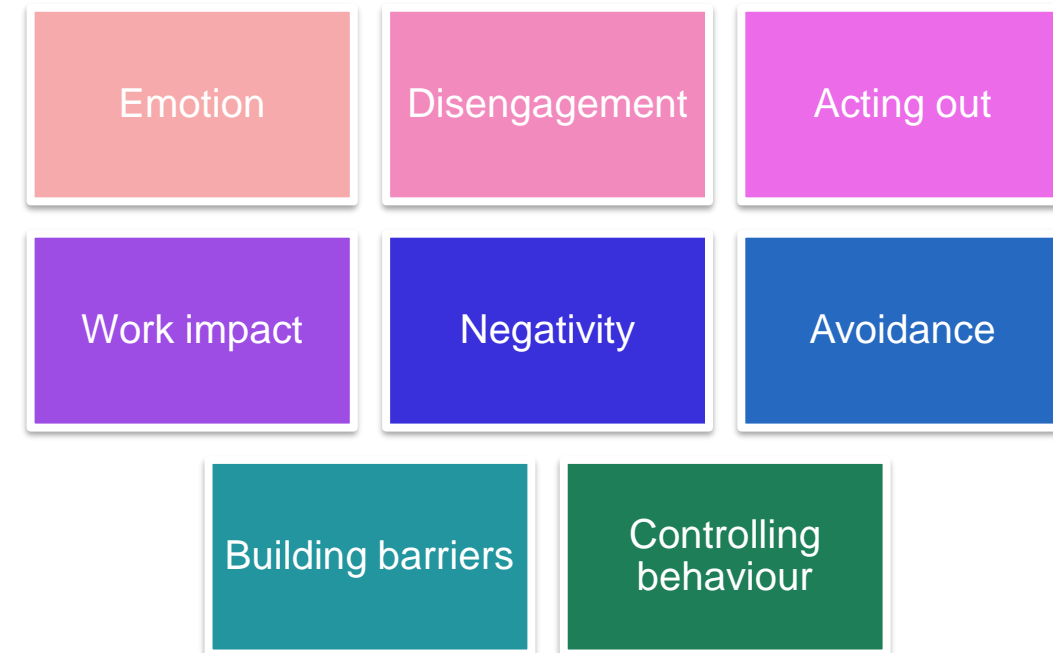 Emotion
Disengagement
Acting out
Work impact
Negativity
Avoidance
Building barriers
Controlling
behaviour